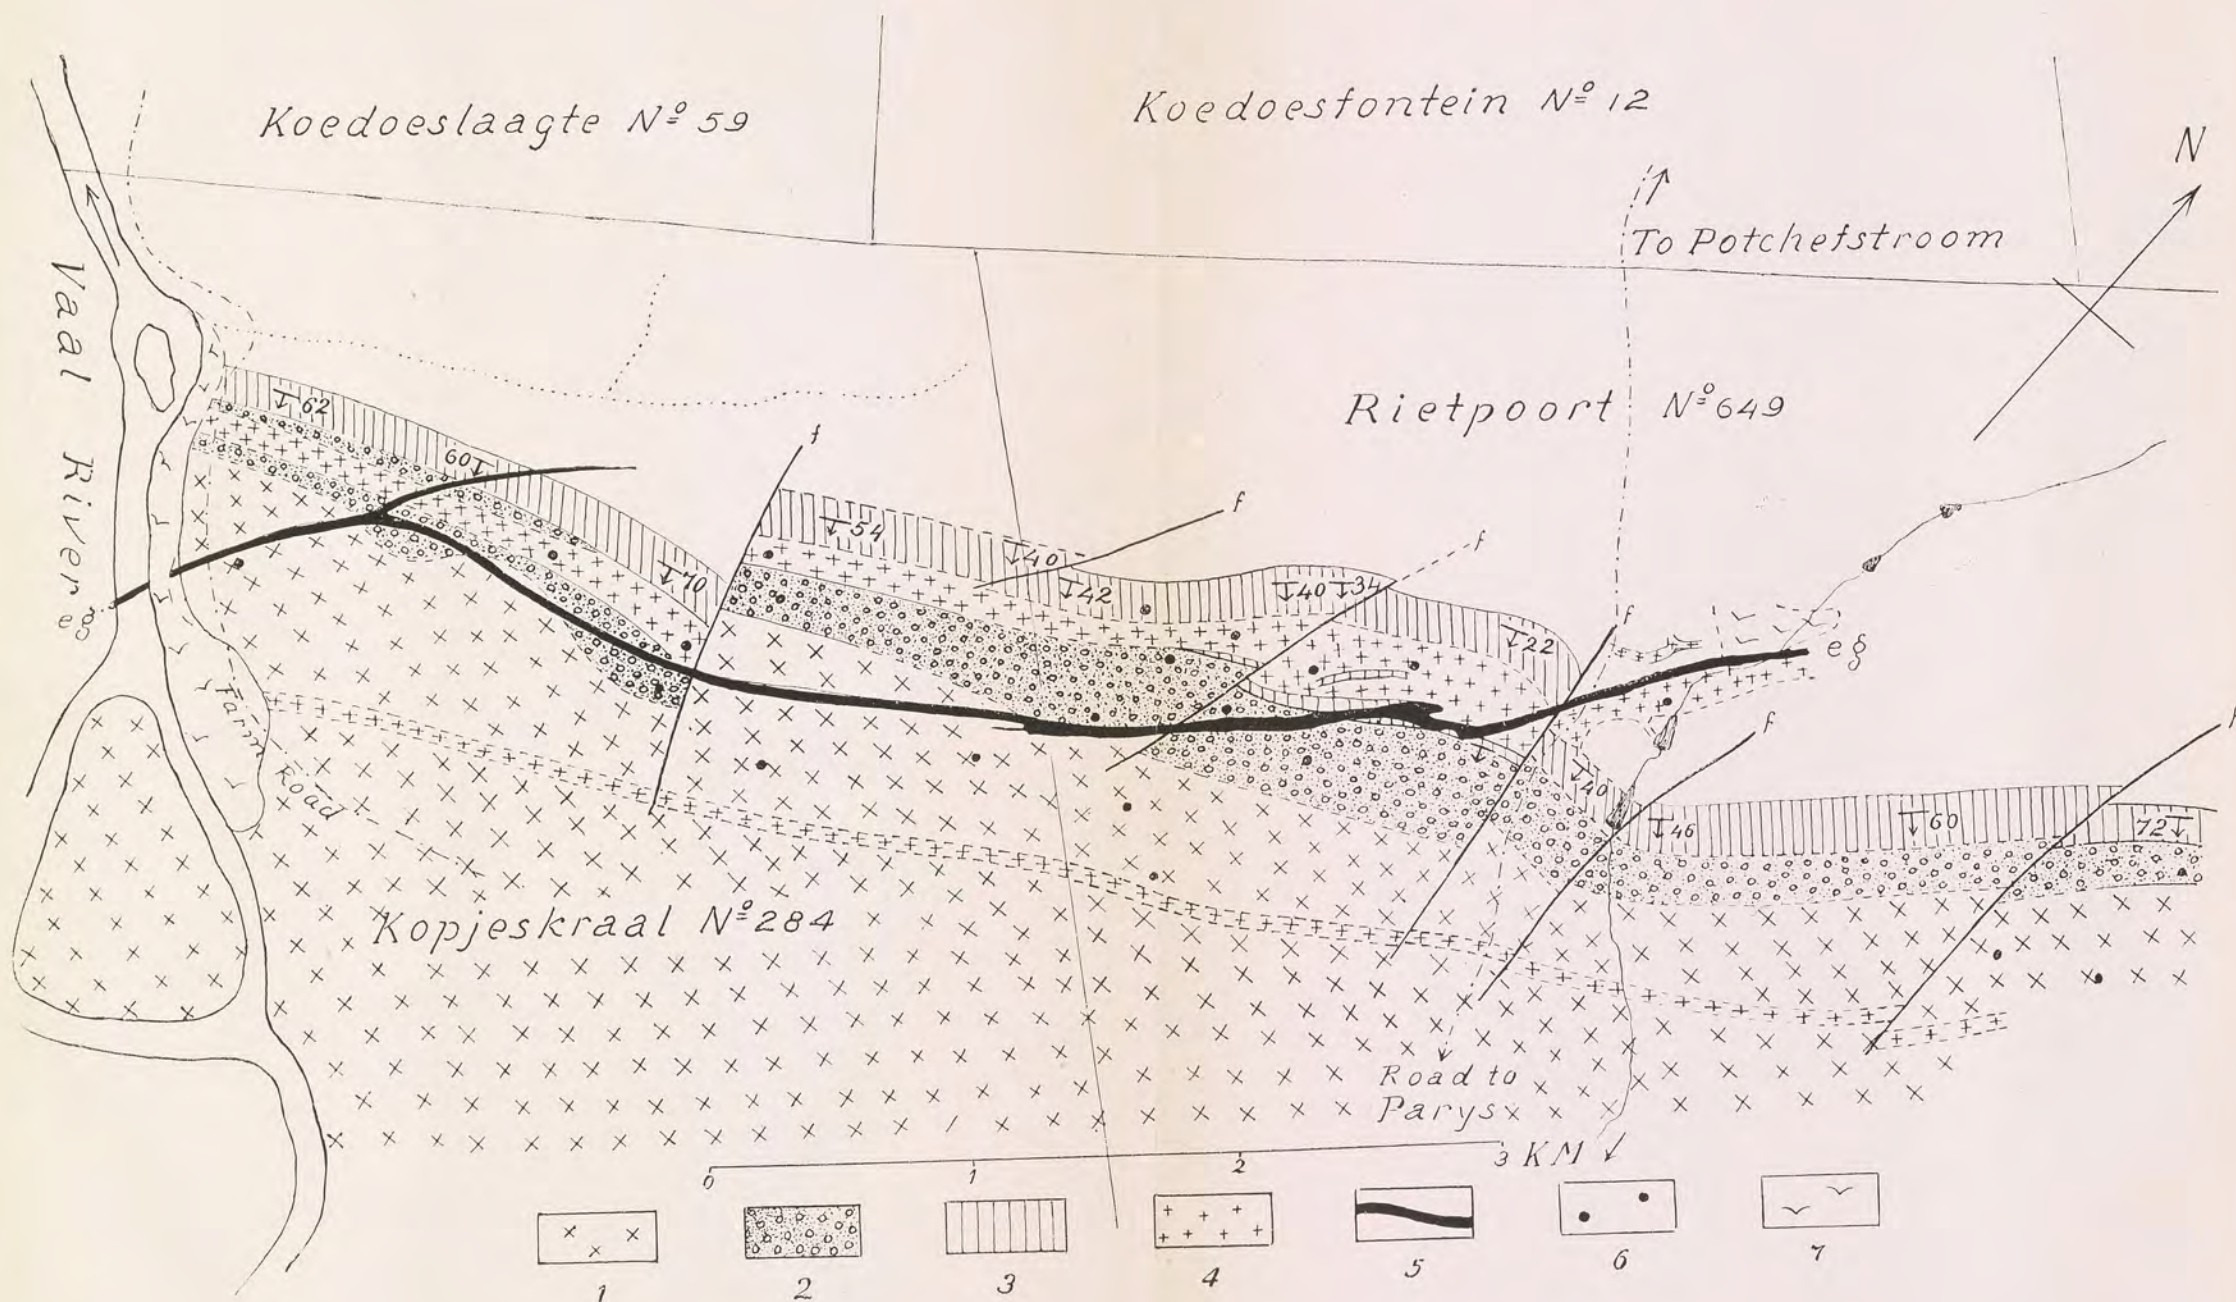 Koedoeslaagte Nº 59
Koedoesfontein Nº 12
N
To Potchefstroom
Vaal River
Rietpoort Nº 649
62
60
70
f
54
40
42
f
40
34
f
22
f
eg
eg
40
f
46
60
72
f
Farm Road
Kopjeskraal Nº 284
Road to
Parys
0 1 2 3 KM
1 2 3 4 5 6 7